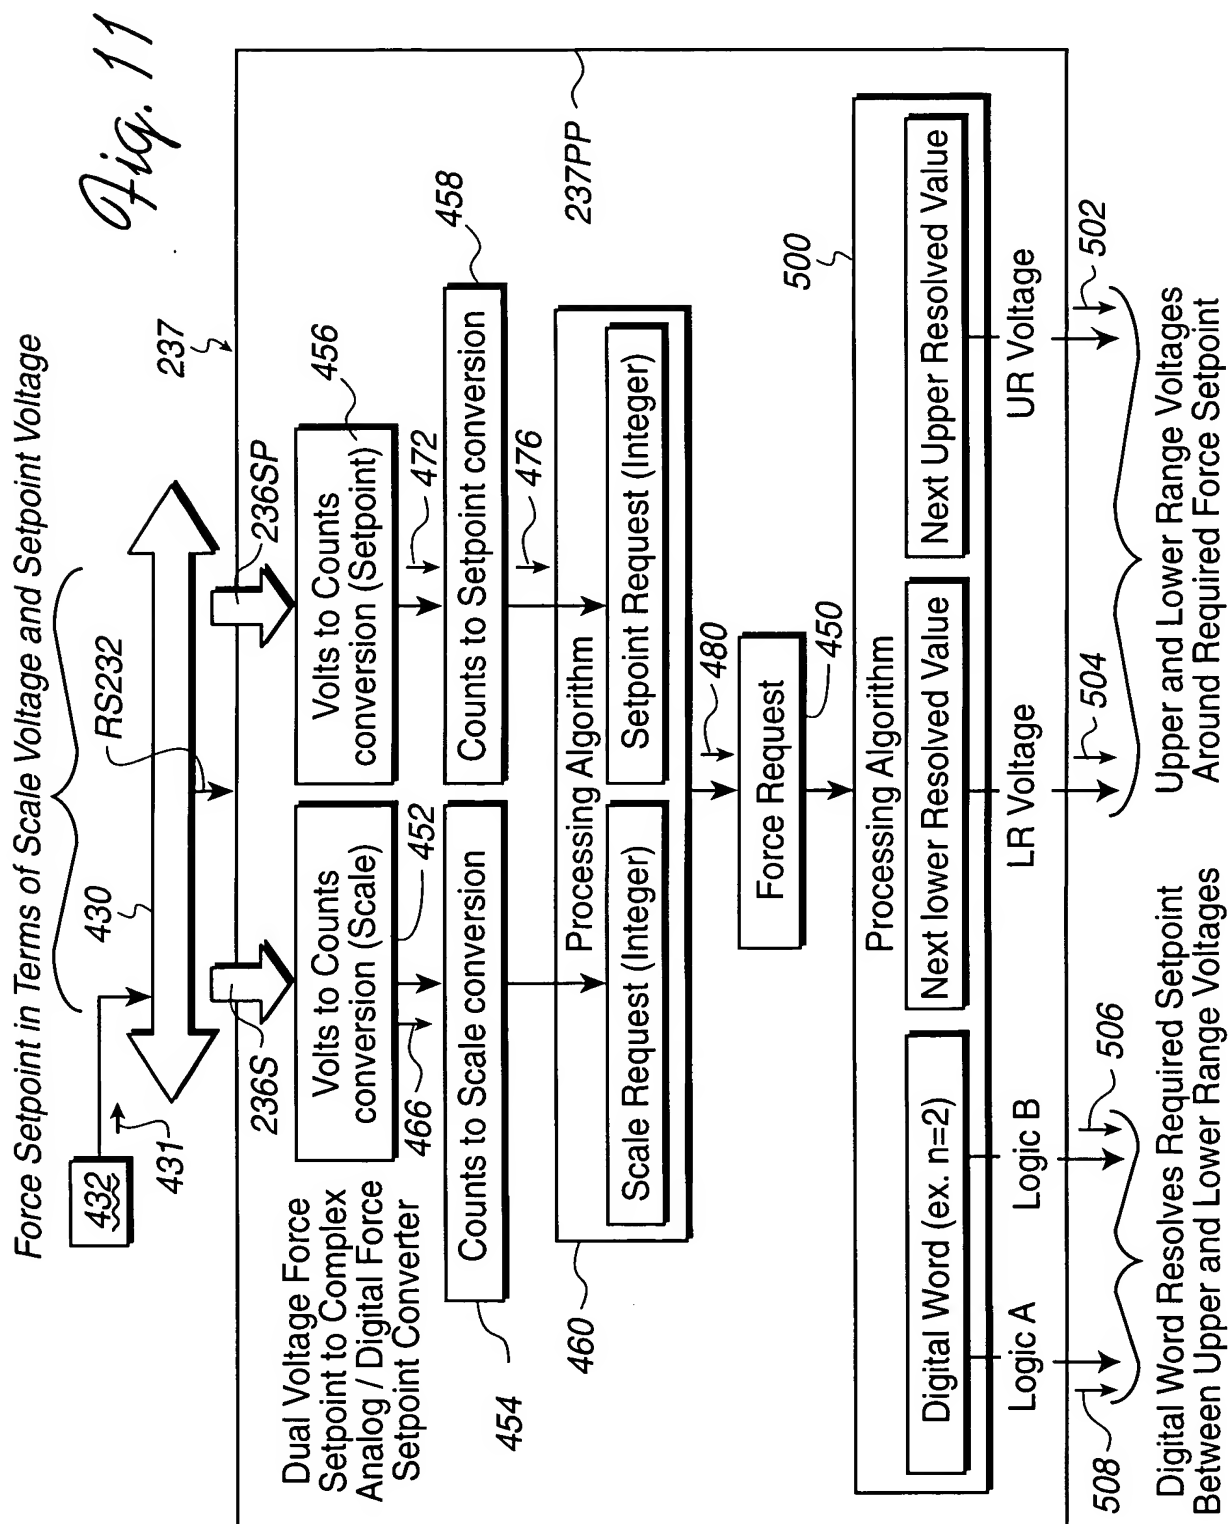 Fig. 11
Force Setpoint in Terms of Scale Voltage and Setpoint Voltage
432
431
430
RS232
237
236S
236SP
Dual Voltage Force
Setpoint to Complex
Analog / Digital Force
Setpoint Converter
Volts to Counts
conversion (Scale)
452
Volts to Counts
conversion (Setpoint)
456
466
472
454
Counts to Scale conversion
Counts to Setpoint conversion
458
476
460
Processing Algorithm
Scale Request (Integer)
Setpoint Request (Integer)
237PP
480
Force Request
450
500
Processing Algorithm
Digital Word (ex. n=2)
Next lower Resolved Value
Next Upper Resolved Value
Logic A
Logic B
LR Voltage
UR Voltage
508
506
504
502
Digital Word Resolves Required Setpoint
Between Upper and Lower Range Voltages
Upper and Lower Range Voltages
Around Required Force Setpoint